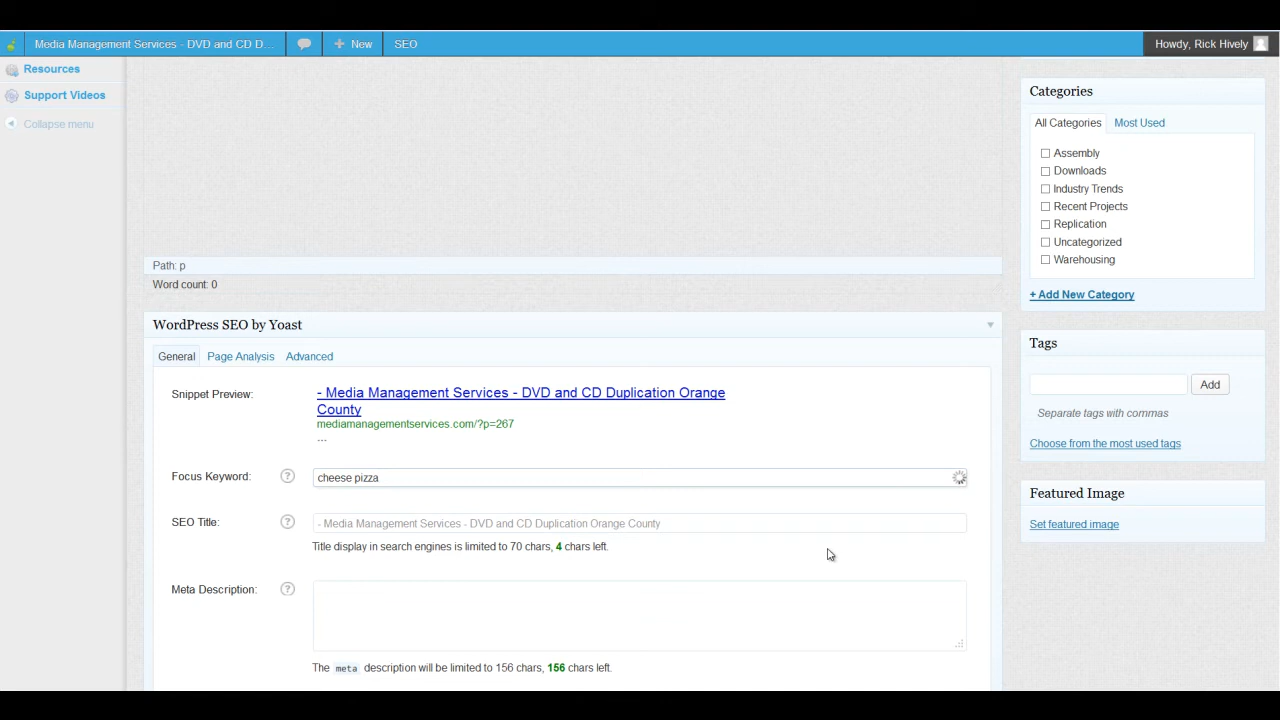 Media Management Services - DVD and CD D... New SEO Howdy, Rick Hively
Resources
Support Videos
Collapse menu
Path: p
Word count: 0
WordPress SEO by Yoast
General Page Analysis Advanced
Snippet Preview:
- Media Management Services - DVD and CD Duplication Orange
County
mediamanagementservices.com/?p=267
...
Focus Keyword: ? cheese pizza
SEO Title: ? - Media Management Services - DVD and CD Duplication Orange County
Title display in search engines is limited to 70 chars, 4 chars left.
Meta Description: ?
The meta description will be limited to 156 chars, 156 chars left.
Categories
All Categories Most Used
Assembly
Downloads
Industry Trends
Recent Projects
Replication
Uncategorized
Warehousing
+ Add New Category
Tags
Add
Separate tags with commas
Choose from the most used tags
Featured Image
Set featured image